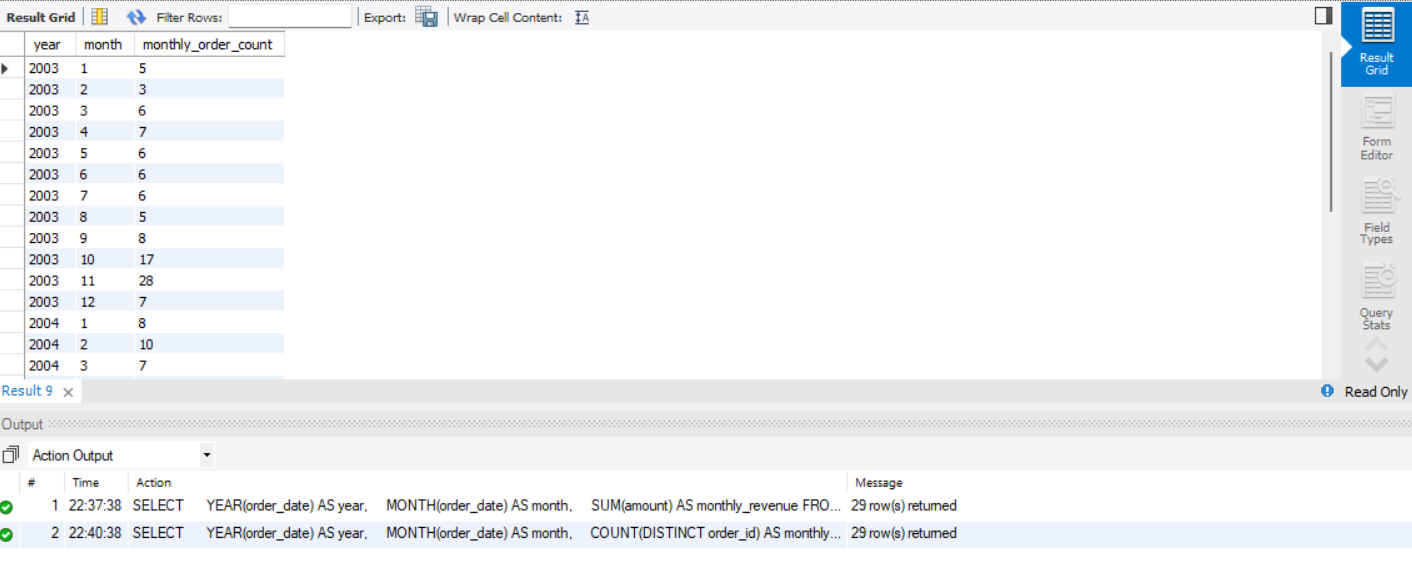 Result Grid Filter Rows: Export: Wrap Cell Content: IA
year month monthly_order_count
2003 1 5
2003 2 3
2003 3 6
2003 4 7
2003 5 6
2003 6 6
2003 7 6
2003 8 5
2003 9 8
2003 10 17
2003 11 28
2003 12 7
2004 1 8
2004 2 10
2004 3 7
Result
Grid
Form
Editor
Field
Types
Query
Stats
Result 9 Read Only
Output
Action Output
# Time Action Message
1 22:37:38 SELECT YEAR(order_date) AS year, MONTH(order_date) AS month, SUM(amount) AS monthly_revenue FRO... 29 row(s) returned
2 22:40:38 SELECT YEAR(order_date) AS year, MONTH(order_date) AS month, COUNT(DISTINCT order_id) AS monthly... 29 row(s) returned